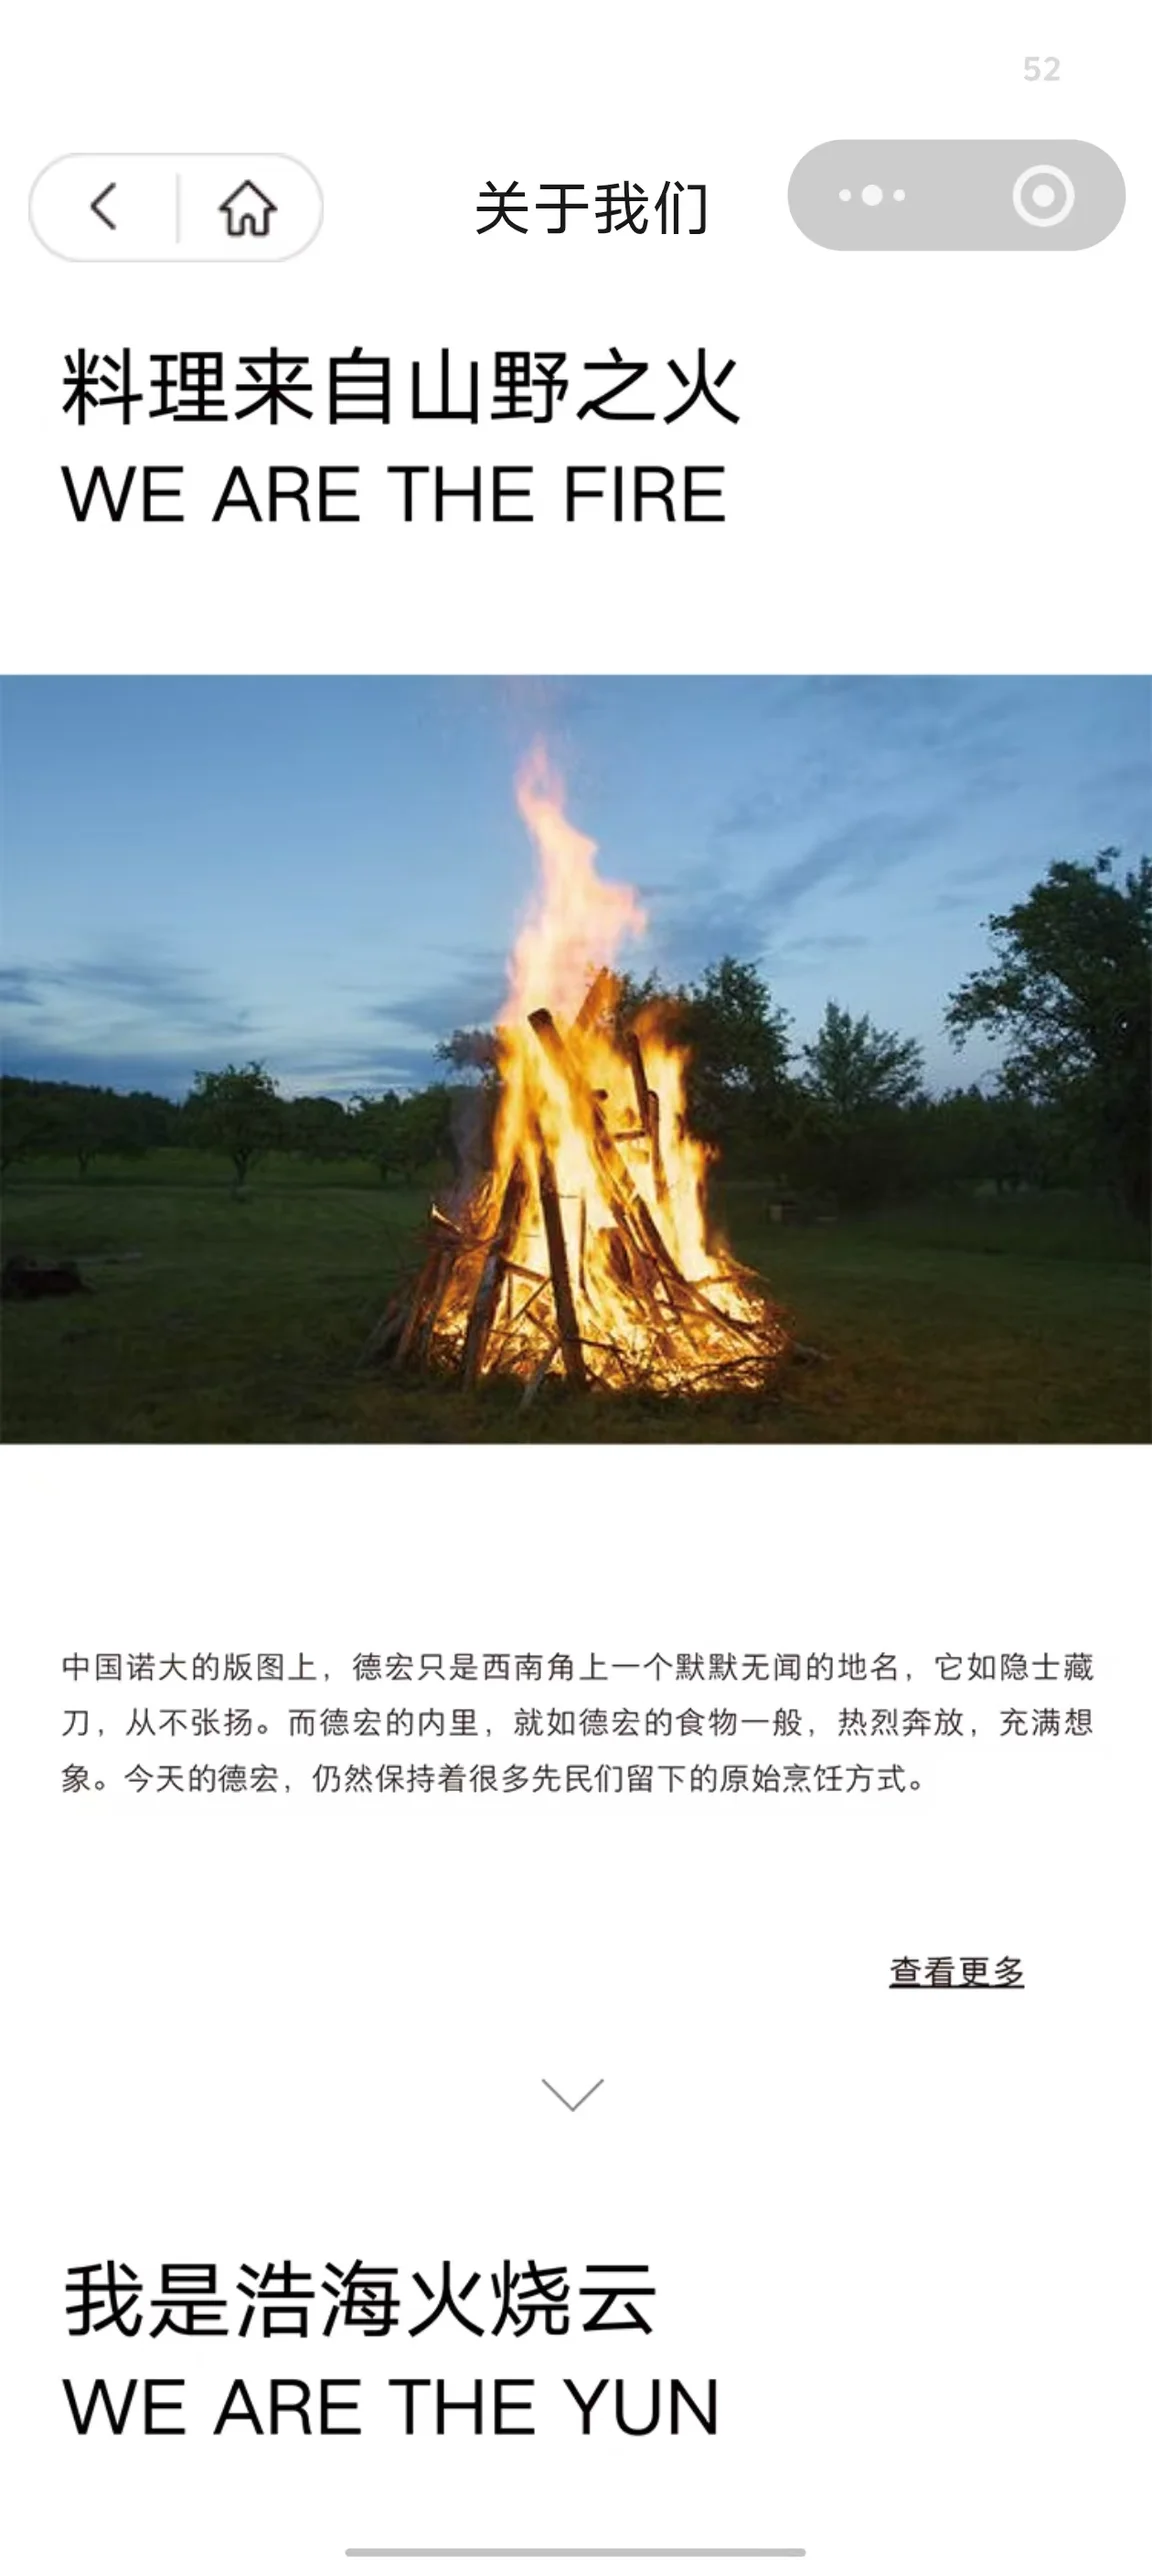 52
关于我们
料理来自山野之火
WE ARE THE FIRE
中国诺大的版图上，德宏只是西南角上一个默默无闻的地名，它如隐士藏
刀，从不张扬。而德宏的内里，就如德宏的食物一般，热烈奔放，充满想
象。今天的德宏，仍然保持着很多先民们留下的原始烹饪方式。
查看更多
我是浩海火烧云
WE ARE THE YUN